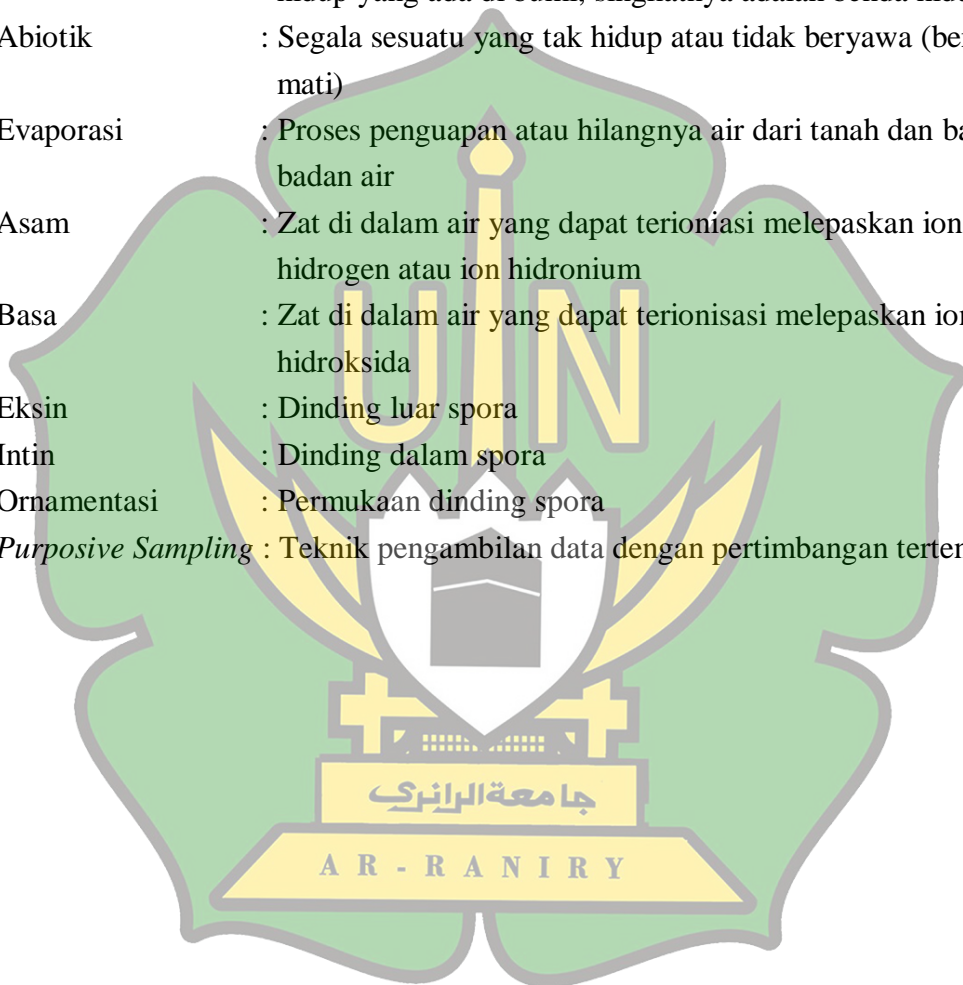 Abiotik : Segala sesuatu yang tak hidup atau tidak beryawa
mati)
Evaporasi : Proses penguapan atau hilangnya air dari tanah dan
badan air
Asam : Zat di dalam air yang dapat terioniasi melepaskan ion
hidrogen atau ion hidronium
Basa : Zat di dalam air yang dapat terionisasi melepaskan ion
hidroksida
Eksin : Dinding luar spora
Intin : Dinding dalam spora
Ornamentasi : Permukaan dinding spora
Purposive Sampling : Teknik pengambilan data dengan pertimbangan
UIN
جامعة الرانري
AR-RANIRY